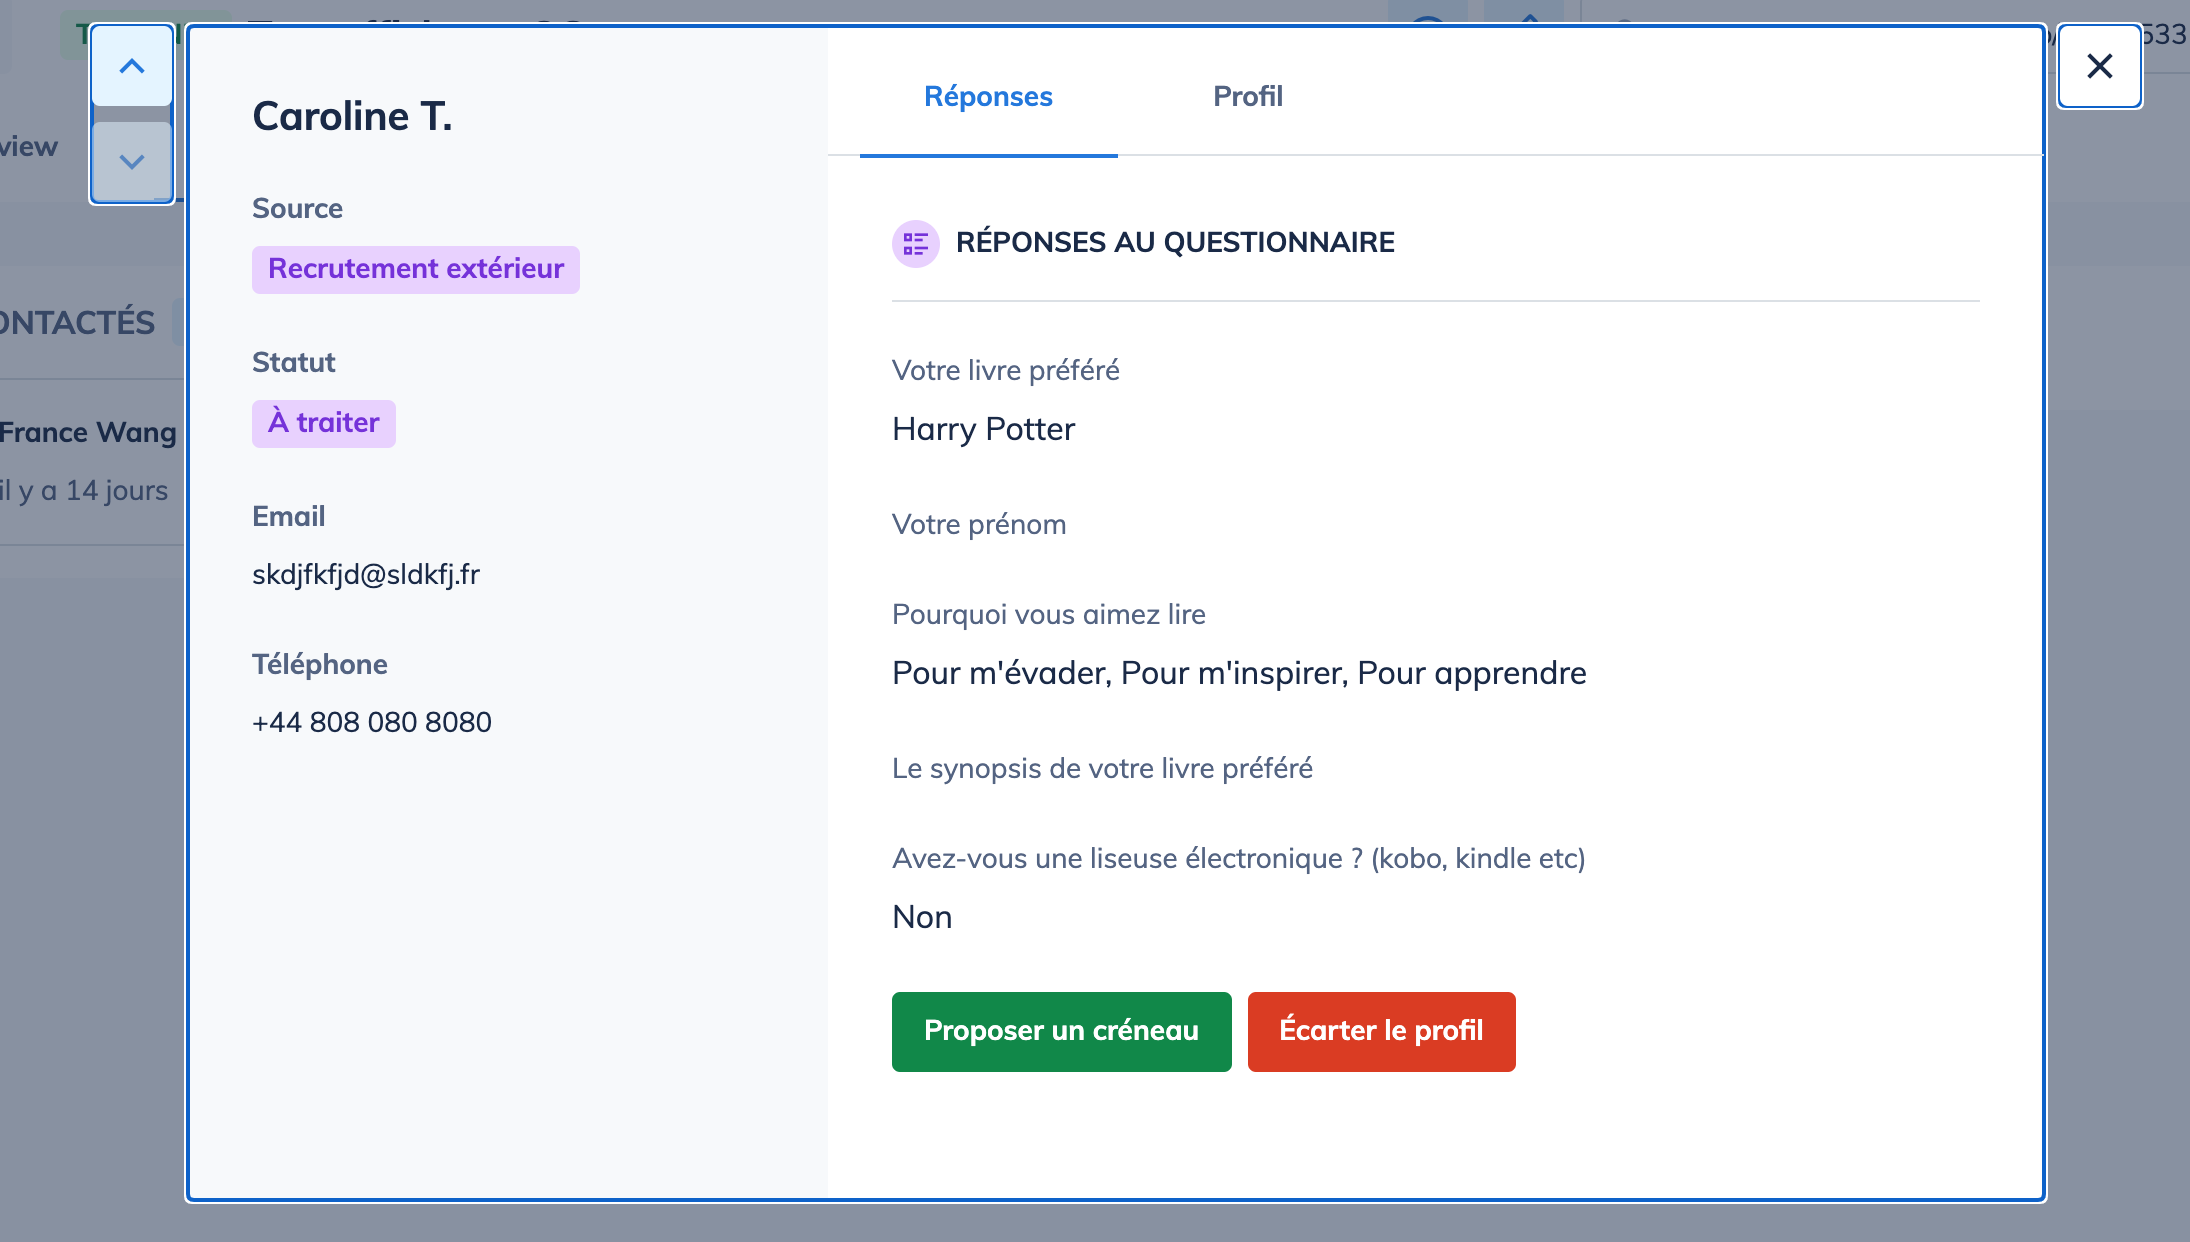 533
view
Caroline T.
Source
Recrutement extérieur
Statut
À traiter
Email
skdjfkfjd@sldkfj.fr
Téléphone
+44 808 080 8080
ONTACTÉS
France Wang
il y a 14 jours
Réponses
Profil
RÉPONSES AU QUESTIONNAIRE
Votre livre préféré
Harry Potter
Votre prénom
Pourquoi vous aimez lire
Pour m'évader, Pour m'inspirer, Pour apprendre
Le synopsis de votre livre préféré
Avez-vous une liseuse électronique ? (kobo, kindle etc)
Non
Proposer un créneau
Écarter le profil